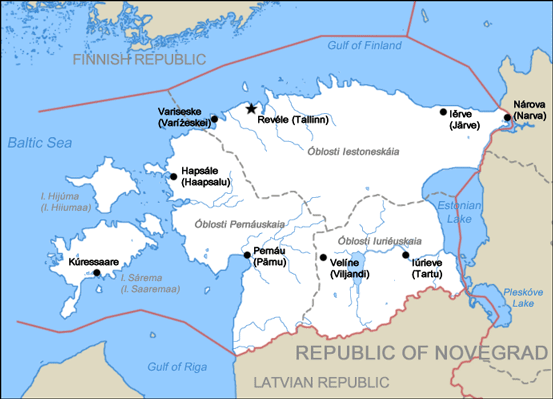 Gulf of Finland
FINNISH REPUBLIC
Variseske
(Varižeskei)
Revéle (Tallinn)
Iērve
(Järve)
Nárova
(Narva)
Baltic Sea
Óblosti Iestoneskáia
Hapsále
(Haapsalu)
I. Hijúma
(I. Hiiumaa)
Estonian
Lake
Óblosti Pernáuskaia
Óblosti Iuriéuskaia
Pernáu
(Pärnu)
Kúressaare
Velíne
(Viljandi)
Iúrieve
(Tartu)
I. Sárema
(I. Saaremaa)
Pleskóve
Lake
REPUBLIC OF NOVEGRAD
Gulf of Riga
LATVIAN REPUBLIC